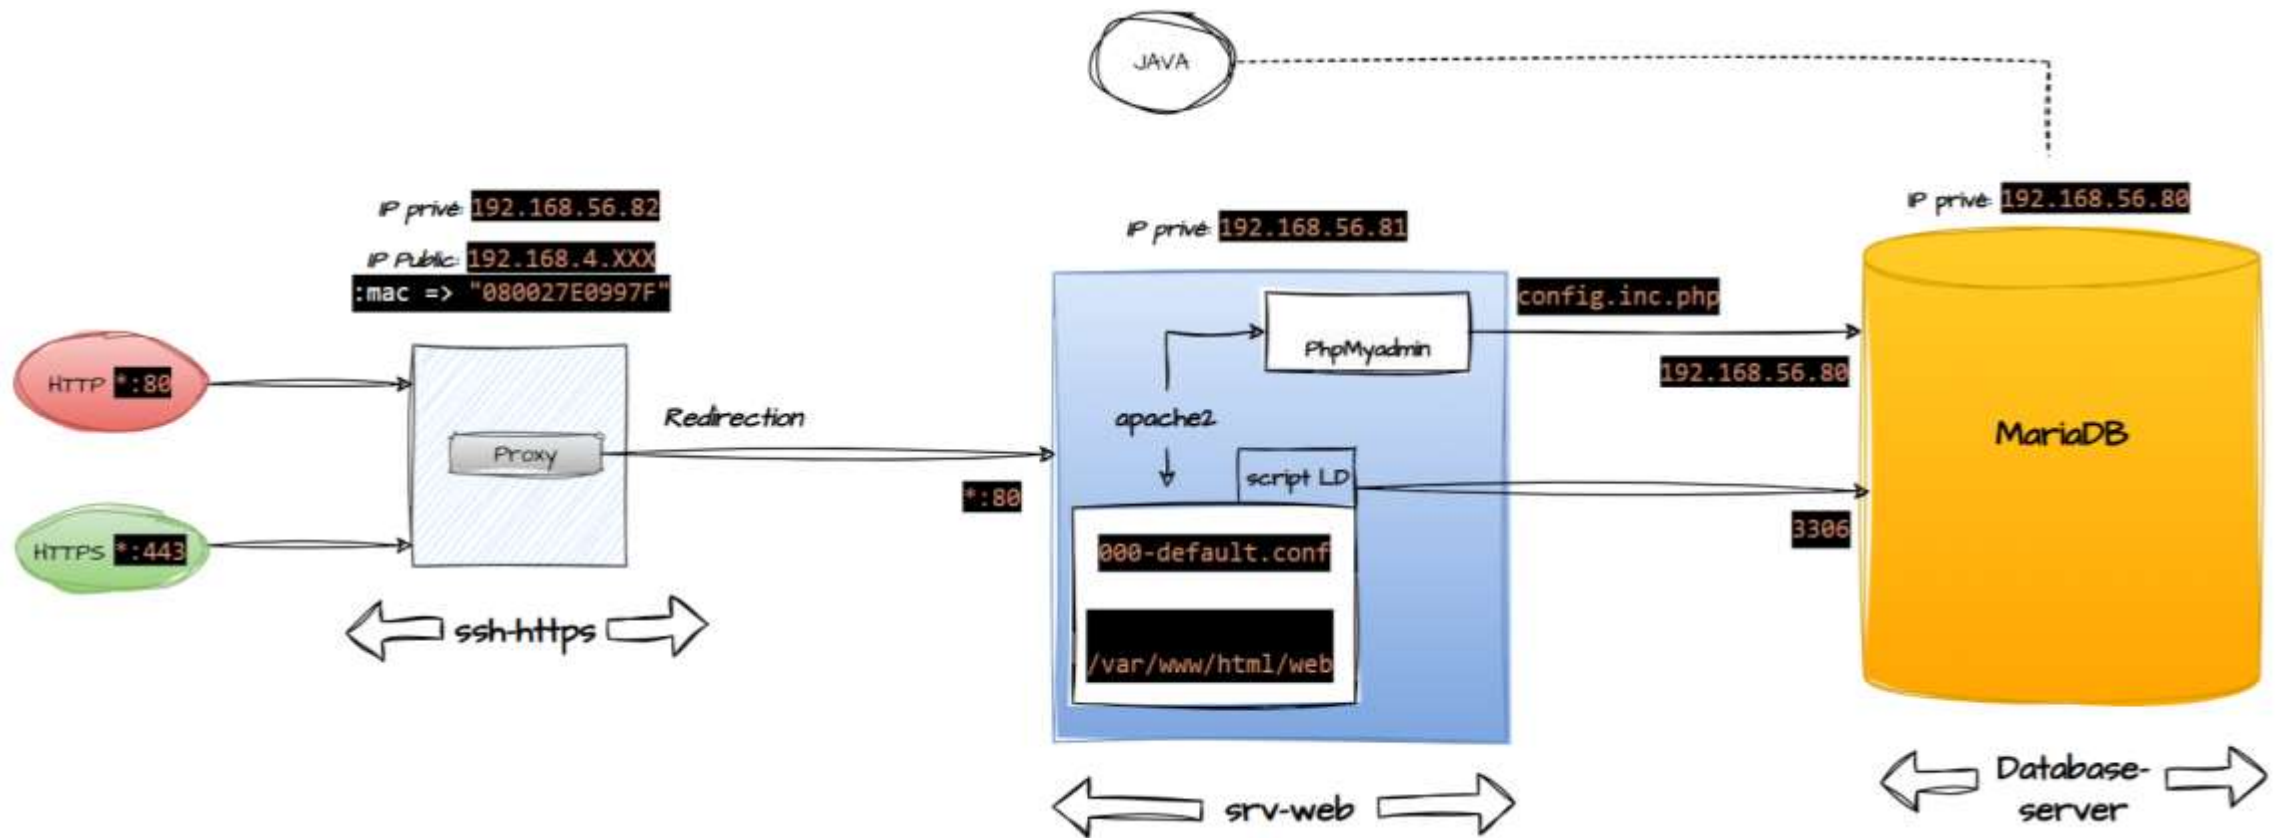 JAVA
IP privé: 192.168.56.82
IP Public: 192.168.4.XXX
:mac => "080027E0997F"
IP privé: 192.168.56.81
IP privé: 192.168.56.80
HTTP *:80
HTTPS *:443
Proxy
Redirection
*:80
ssh-https
PhpMyadmin
apache2
script LD
000-default.conf
/var/www/html/web
srv-web
config.inc.php
192.168.56.80
3306
MariaDB
Database-
server